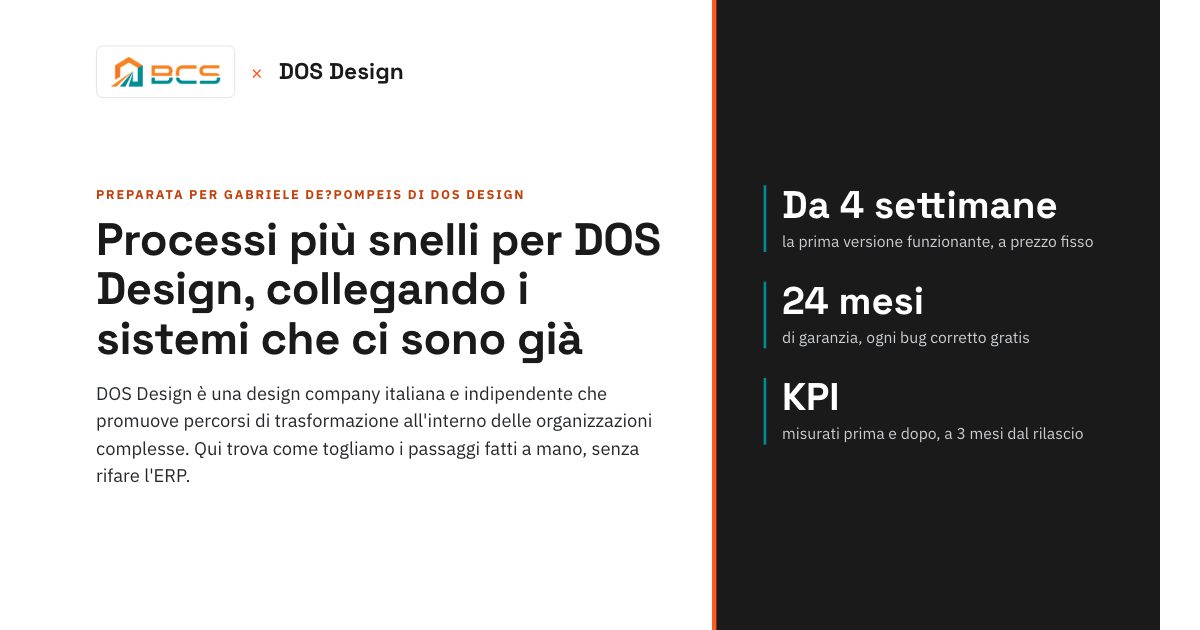 BCS × DOS Design
PREPARATA PER GABRIELE DE?POMPEIS DI DOS DESIGN
Processi più snelli per DOS
Design, collegando i
sistemi che ci sono già
DOS Design è una design company italiana e indipendente che
promuove percorsi di trasformazione all'interno delle organizzazioni
complesse. Qui trova come togliamo i passaggi fatti a mano, senza
rifare l'ERP.
Da 4 settimane
la prima versione funzionante, a prezzo fisso
24 mesi
di garanzia, ogni bug corretto gratis
KPI
misurati prima e dopo, a 3 mesi dal rilascio